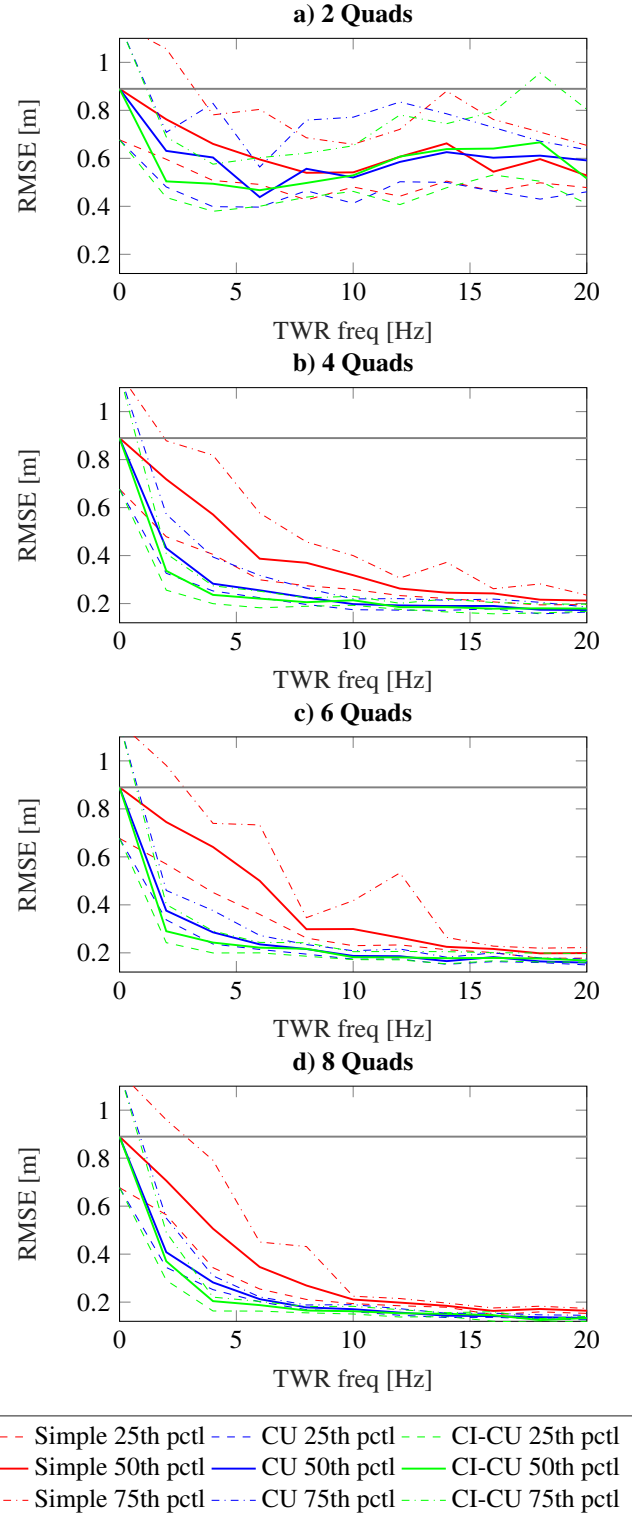 a) 2 Quads
1
0.8
0.6
0.4
0.2
RMSE [m]
0 5 10 15 20
TWR freq [Hz]
b) 4 Quads
1
0.8
0.6
0.4
0.2
RMSE [m]
0 5 10 15 20
TWR freq [Hz]
c) 6 Quads
1
0.8
0.6
0.4
0.2
RMSE [m]
0 5 10 15 20
TWR freq [Hz]
d) 8 Quads
1
0.8
0.6
0.4
0.2
RMSE [m]
0 5 10 15 20
TWR freq [Hz]
Simple 25th pctl CU 25th pctl CI-CU 25th pctl
Simple 50th pctl CU 50th pctl CI-CU 50th pctl
Simple 75th pctl CU 75th pctl CI-CU 75th pctl